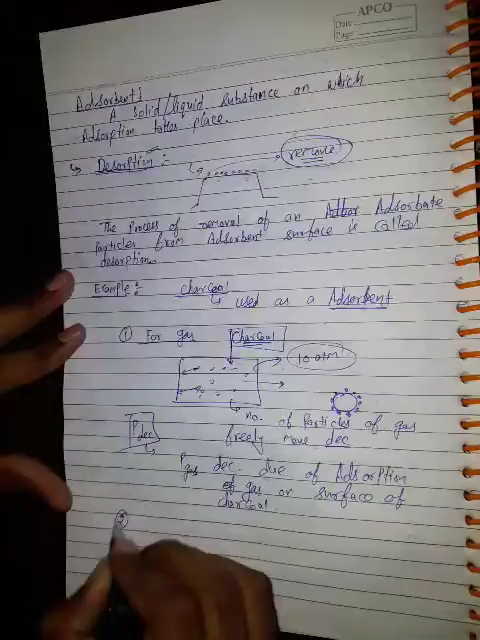 APCO
Date
Page
Adsorbent:
A solid/liquid substance on which
Adsorption takes place.
↳ Desorption:
remove
The Process of removal of an Adsorbate
Particles from Adsorbent surface is called
desorption.
Example: charcoal
↳ used as a Adsorbent
① For gas
Charcoal
10 atm
no. of Particles of gas
freely move dec
P dec
P gas dec. due of Adsorption
of gas on surface of
charcoal
②